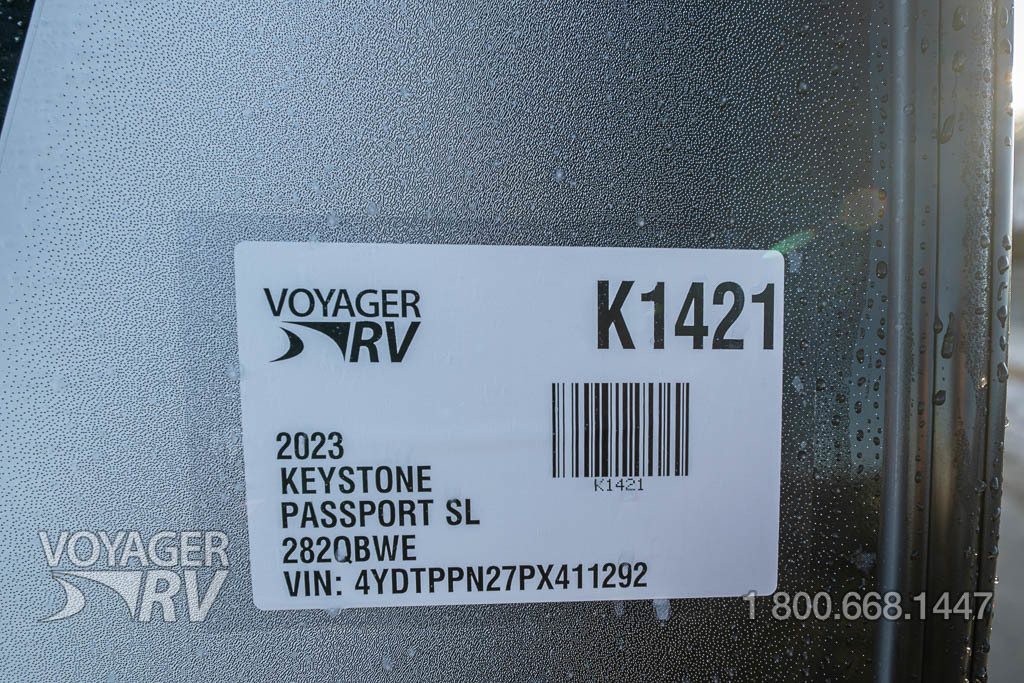 VOYAGER
RV
K1421
K1421
2023
KEYSTONE
PASSPORT SL
282QBWE
VIN: 4YDTPPN27PX411292
VOYAGER
RV
1 800.668.1447